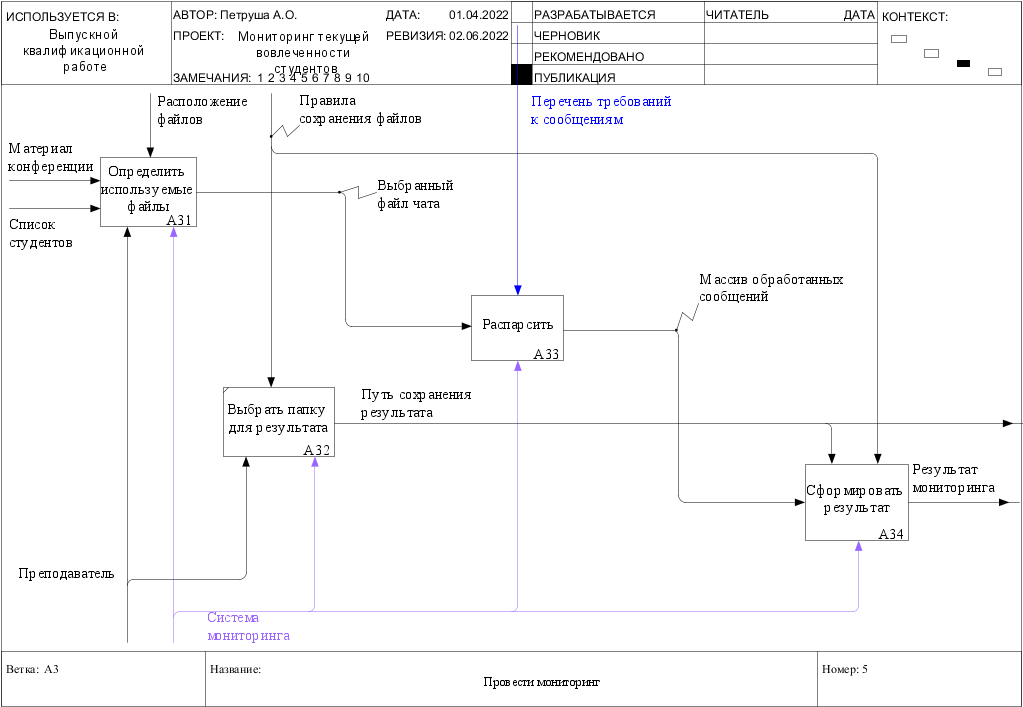 ИСПОЛЬЗУЕТСЯ В:
Выпускной
квалификационной
работе
АВТОР: Петруша А.О.
ДАТА: 01.04.2022
ПРОЕКТ: Мониторинг текущей
вовлеченности
студентов
РЕВИЗИЯ: 02.06.2022
ЗАМЕЧАНИЯ: 1 2 3 4 5 6 7 8 9 10
РАЗРАБАТЫВАЕТСЯ
ЧЕРНОВИК
РЕКОМЕНДОВАНО
ПУБЛИКАЦИЯ
ЧИТАТЕЛЬ
ДАТА
КОНТЕКСТ:
Расположение
файлов
Правила
сохранения файлов
Перечень требований
к сообщениям
Материал
конференции
Определить
используемые
файлы
A31
Выбранный
файл чата
Список
студентов
Массив обработанных
сообщений
Распарсить
A33
Выбрать папку
для результата
A32
Путь сохранения
результата
Сформировать
результат
A34
Результат
мониторинга
Преподаватель
Система
мониторинга
Ветка: A3
Название:
Провести мониторинг
Номер: 5